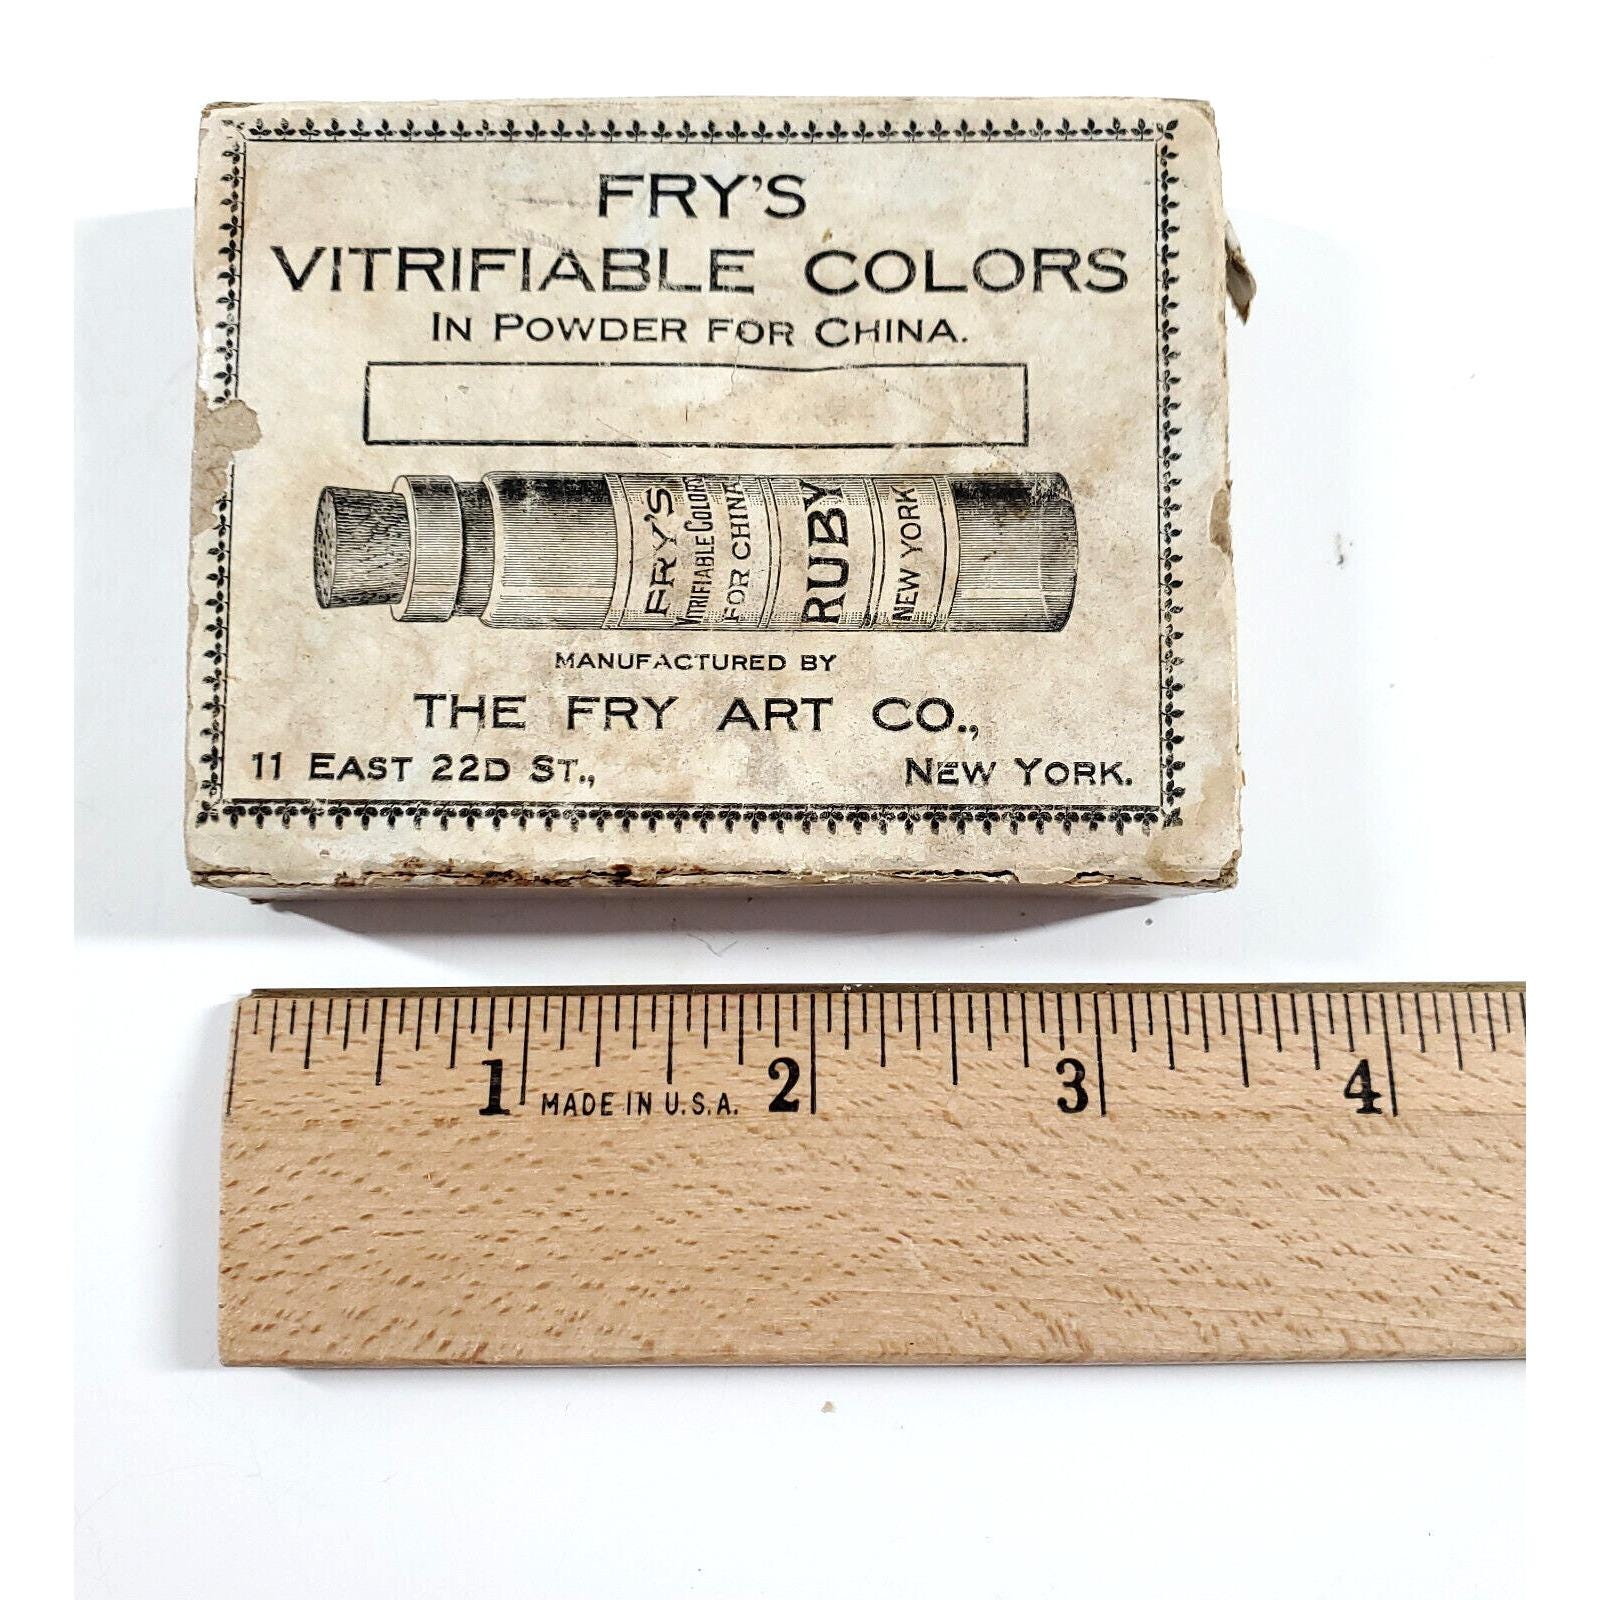 FRY'S
VITRIFIABLE COLORS
IN POWDER FOR CHINA.
FRY'S
VITRIFIABLE COLORS
FOR CHINA
RUBY
NEW YORK
MANUFACTURED BY
THE FRY ART CO.,
11 EAST 22D ST., NEW YORK.
1 MADE IN U.S.A. 2 3 4